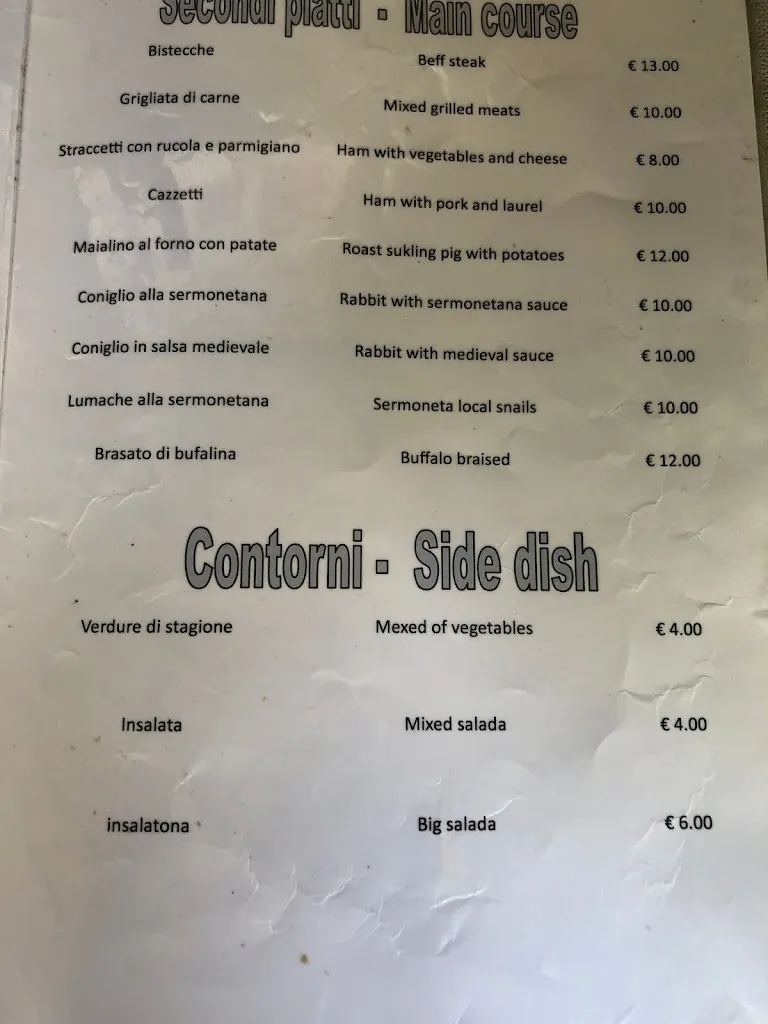 Secondi piatti - Main course
Bistecche Beff steak € 13.00
Grigliata di carne Mixed grilled meats € 10.00
Straccetti con rucola e parmigiano Ham with vegetables and cheese € 8.00
Cazzetti Ham with pork and laurel € 10.00
Maialino al forno con patate Roast sukling pig with potatoes € 12.00
Coniglio alla sermonetana Rabbit with sermonetana sauce € 10.00
Coniglio in salsa medievale Rabbit with medieval sauce € 10.00
Lumache alla sermonetana Sermoneta local snails € 10.00
Brasato di bufalina Buffalo braised € 12.00
Contorni - Side dish
Verdure di stagione Mexed of vegetables € 4.00
Insalata Mixed salada € 4.00
insalatona Big salada € 6.00